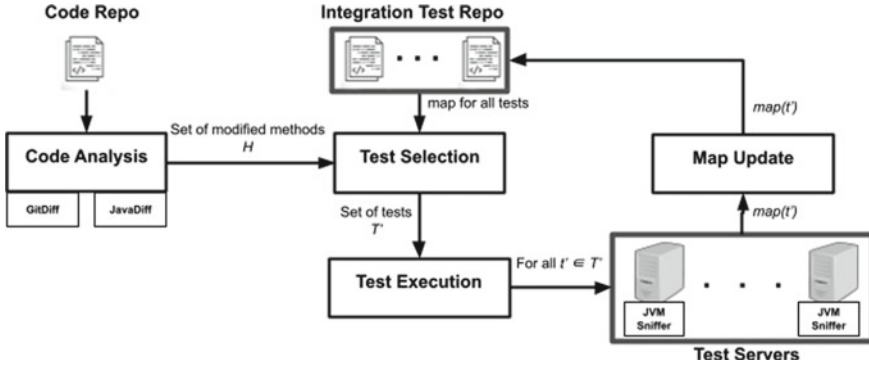 Code Repo
Integration Test Repo
</>
</>
map for all tests
map(t')
Set of modified methods
H
Code Analysis
Test Selection
Map Update
GitDiff
JavaDiff
Set of tests
T'
map(t')
Test Execution
For all t' ∈ T'
JVM
Sniffer
JVM
Sniffer
Test Servers